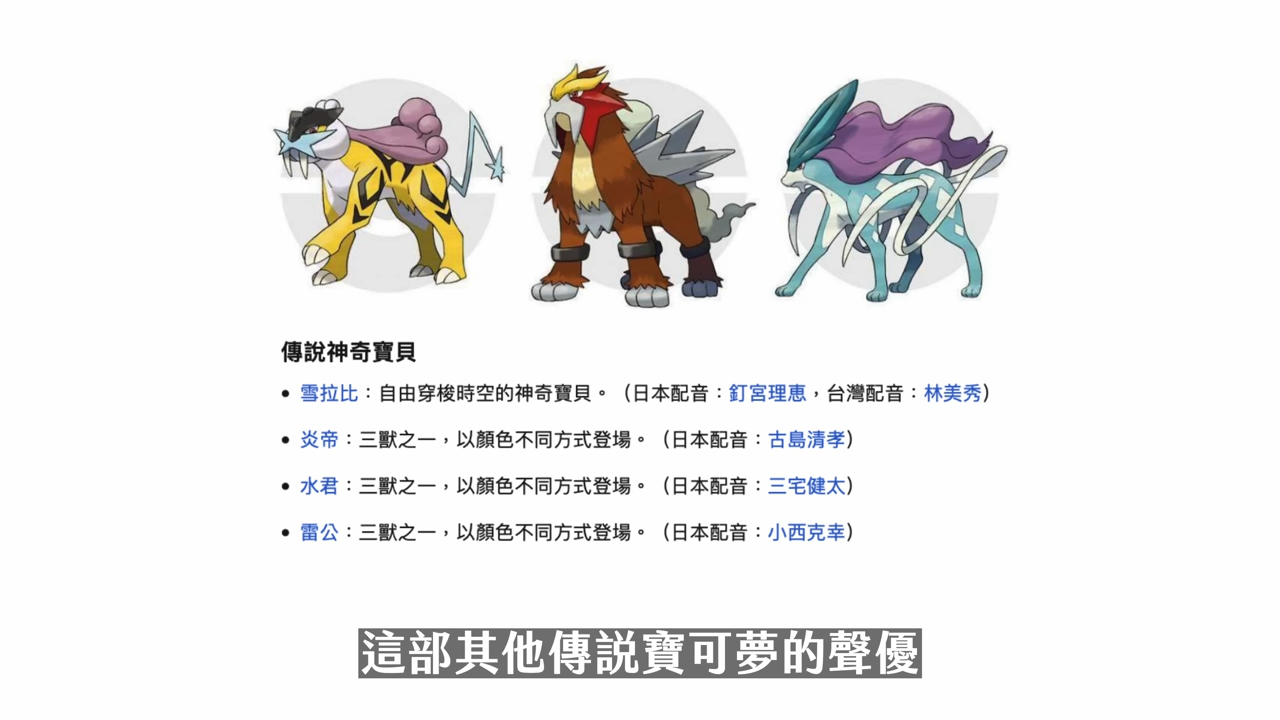 傳說神奇寶貝
• 雪拉比：自由穿梭時空的神奇寶貝。（日本配音：釘宮理恵，台灣配音：林美秀）
• 炎帝：三獸之一，以顏色不同方式登場。（日本配音：古島清孝）
• 水君：三獸之一，以顏色不同方式登場。（日本配音：三宅健太）
• 雷公：三獸之一，以顏色不同方式登場。（日本配音：小西克幸）
這部其他傳説寶可夢的聲優